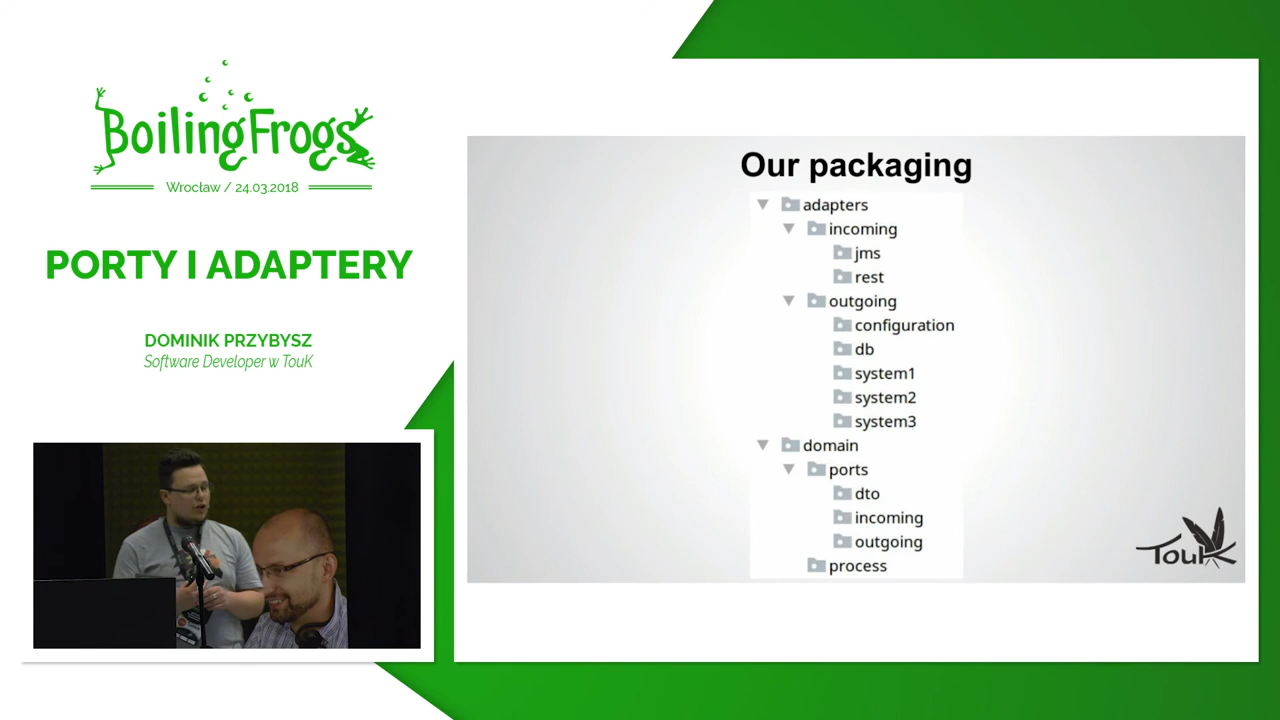 BoilingFrogs
Wrocław / 24.03.2018
PORTY I ADAPTERY
DOMINIK PRZYBYSZ
Software Developer w TouK
Our packaging
adapters
incoming
jms
rest
outgoing
configuration
db
system1
system2
system3
domain
ports
dto
incoming
outgoing
process
TouK